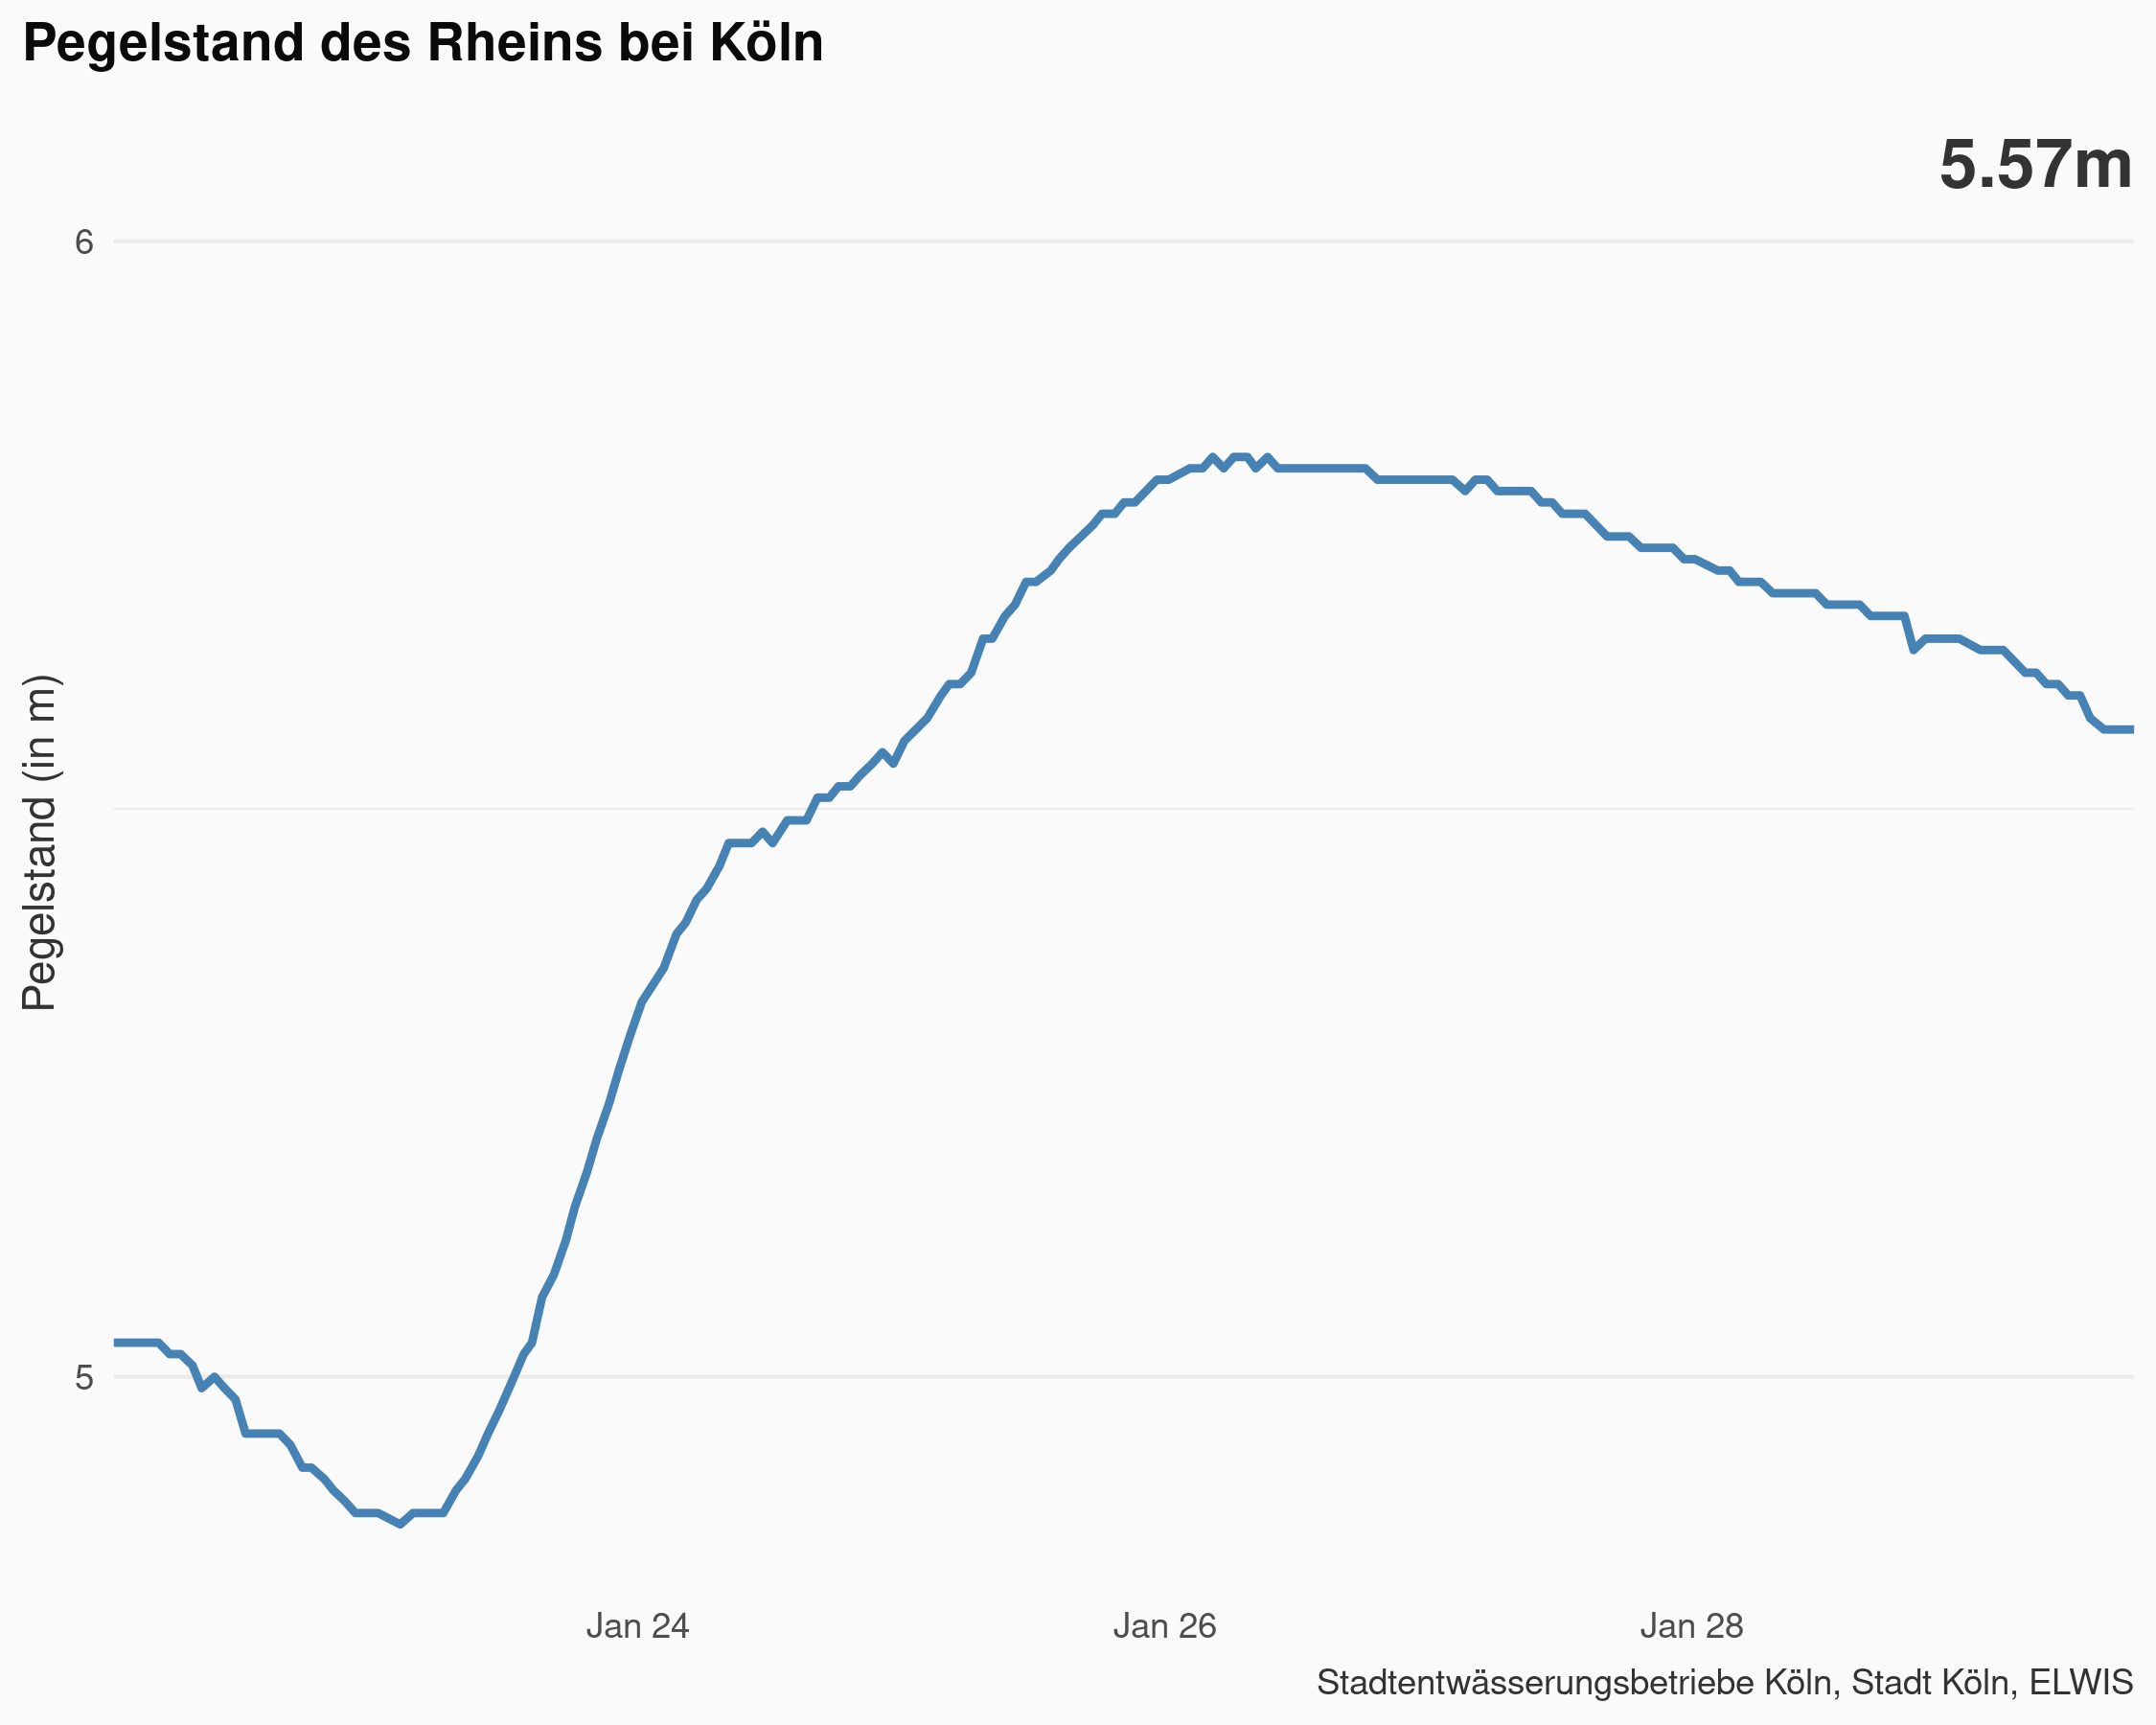 Pegelstand des Rheins bei Köln
5.57m
6
Pegelstand (in m)
5
Jan 24
Jan 26
Jan 28
Stadtentwässerungsbetriebe Köln, Stadt Köln, ELWIS